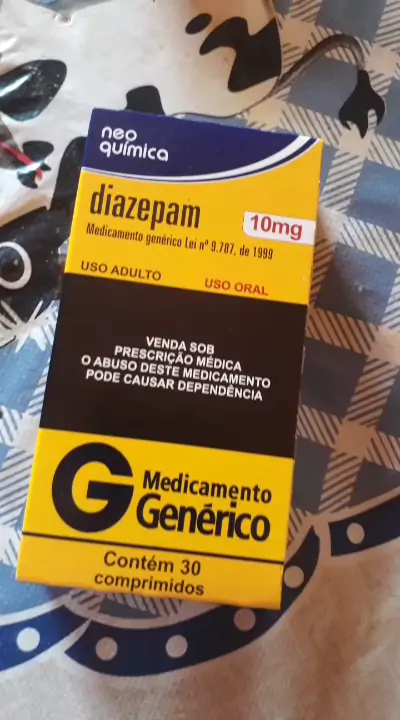 neo
química
diazepam
10mg
Medicamento genérico Lei nº 9.787, de 1999
USO ADULTO
USO ORAL
VENDA SOB
PRESCRIÇÃO MÉDICA
O ABUSO DESTE MEDICAMENTO
PODE CAUSAR DEPENDÊNCIA
G Medicamento
Genérico
Contém 30
comprimidos